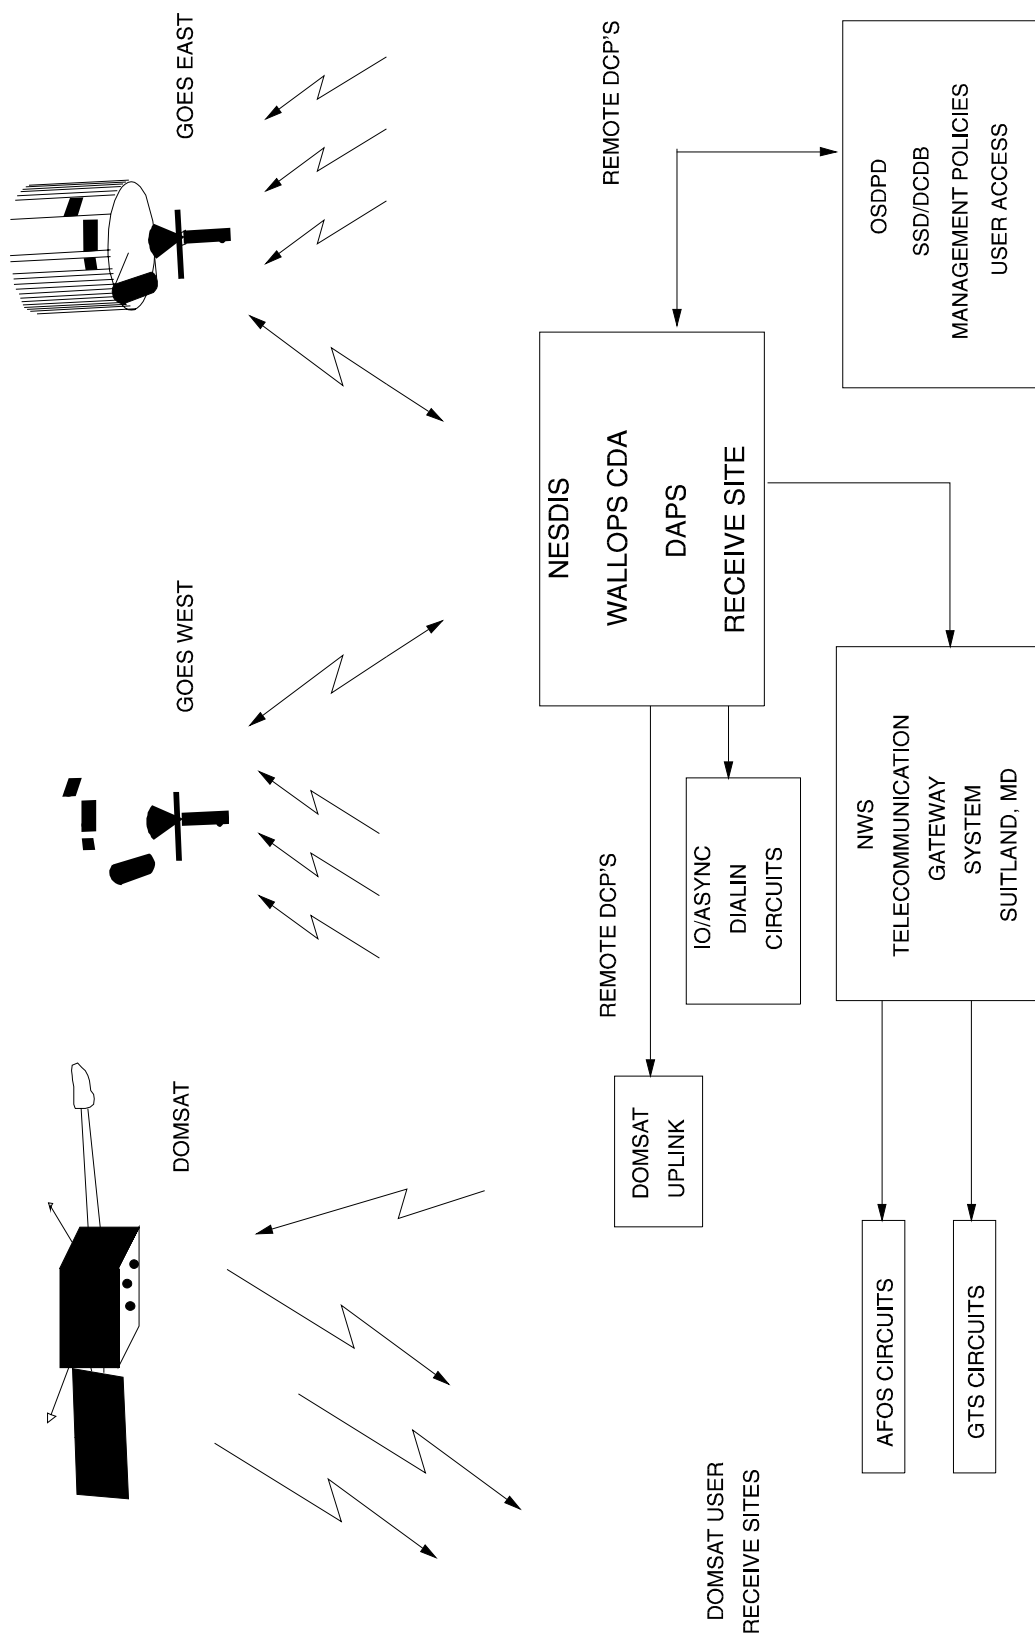 DOMSAT
GOES WEST
GOES EAST
DOMSAT USER
RECEIVE SITES
DOMSAT
UPLINK
REMOTE DCP'S
NESDIS
WALLOPS CDA
DAPS
RECEIVE SITE
REMOTE DCP'S
IO/ASYNC
DIALIN
CIRCUITS
AFOS CIRCUITS
GTS CIRCUITS
NWS
TELECOMMUNICATION
GATEWAY
SYSTEM
SUITLAND, MD
OSDPD
SSD/DCDB
MANAGEMENT POLICIES
USER ACCESS